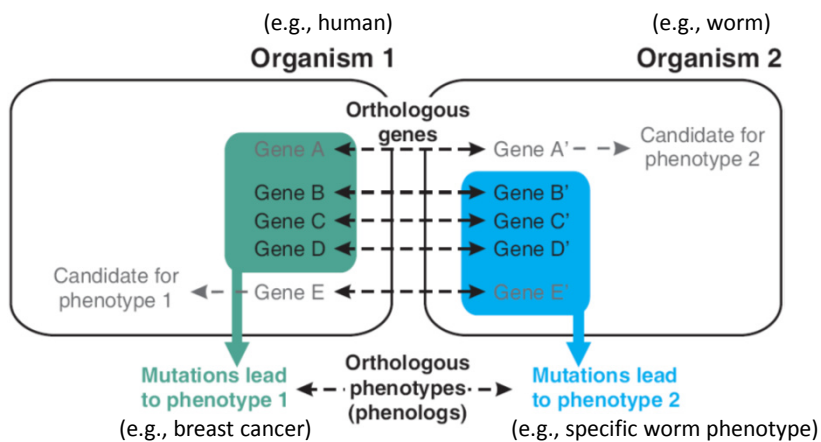 (e.g., human)
(e.g., worm)
Organism 1
Organism 2
Orthologous
genes
Gene A
Gene A’
Candidate for
phenotype 2
Gene B
Gene B’
Gene C
Gene C’
Gene D
Gene D’
Candidate for
phenotype 1
Gene E
Gene E’
Mutations lead
to phenotype 1
Orthologous
phenotypes
(phenologs)
Mutations lead
to phenotype 2
(e.g., breast cancer)
(e.g., specific worm phenotype)